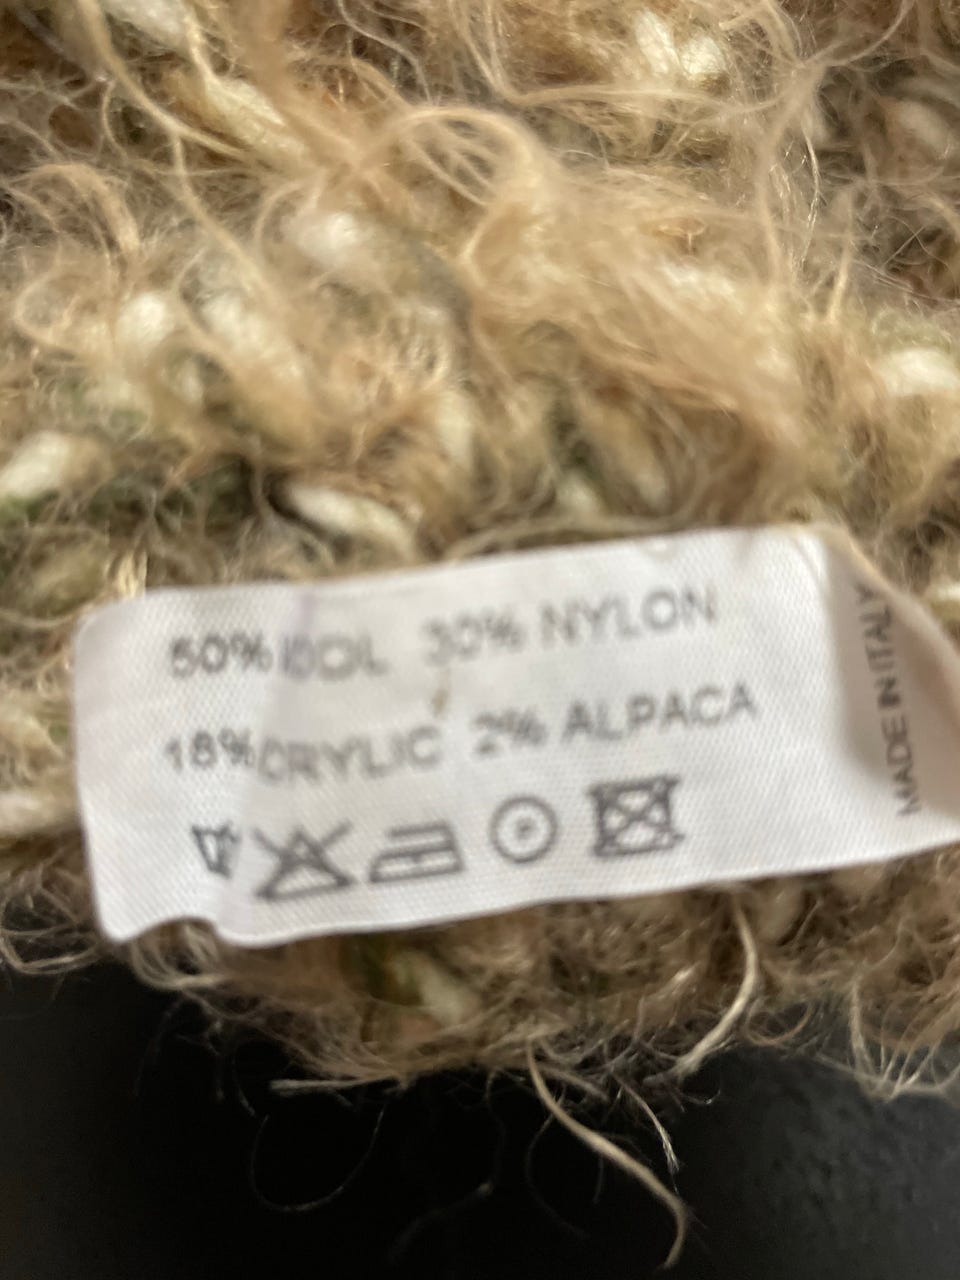 50% WOOL 30% NYLON
18% ACRYLIC 2% ALPACA
MADE IN ITALY